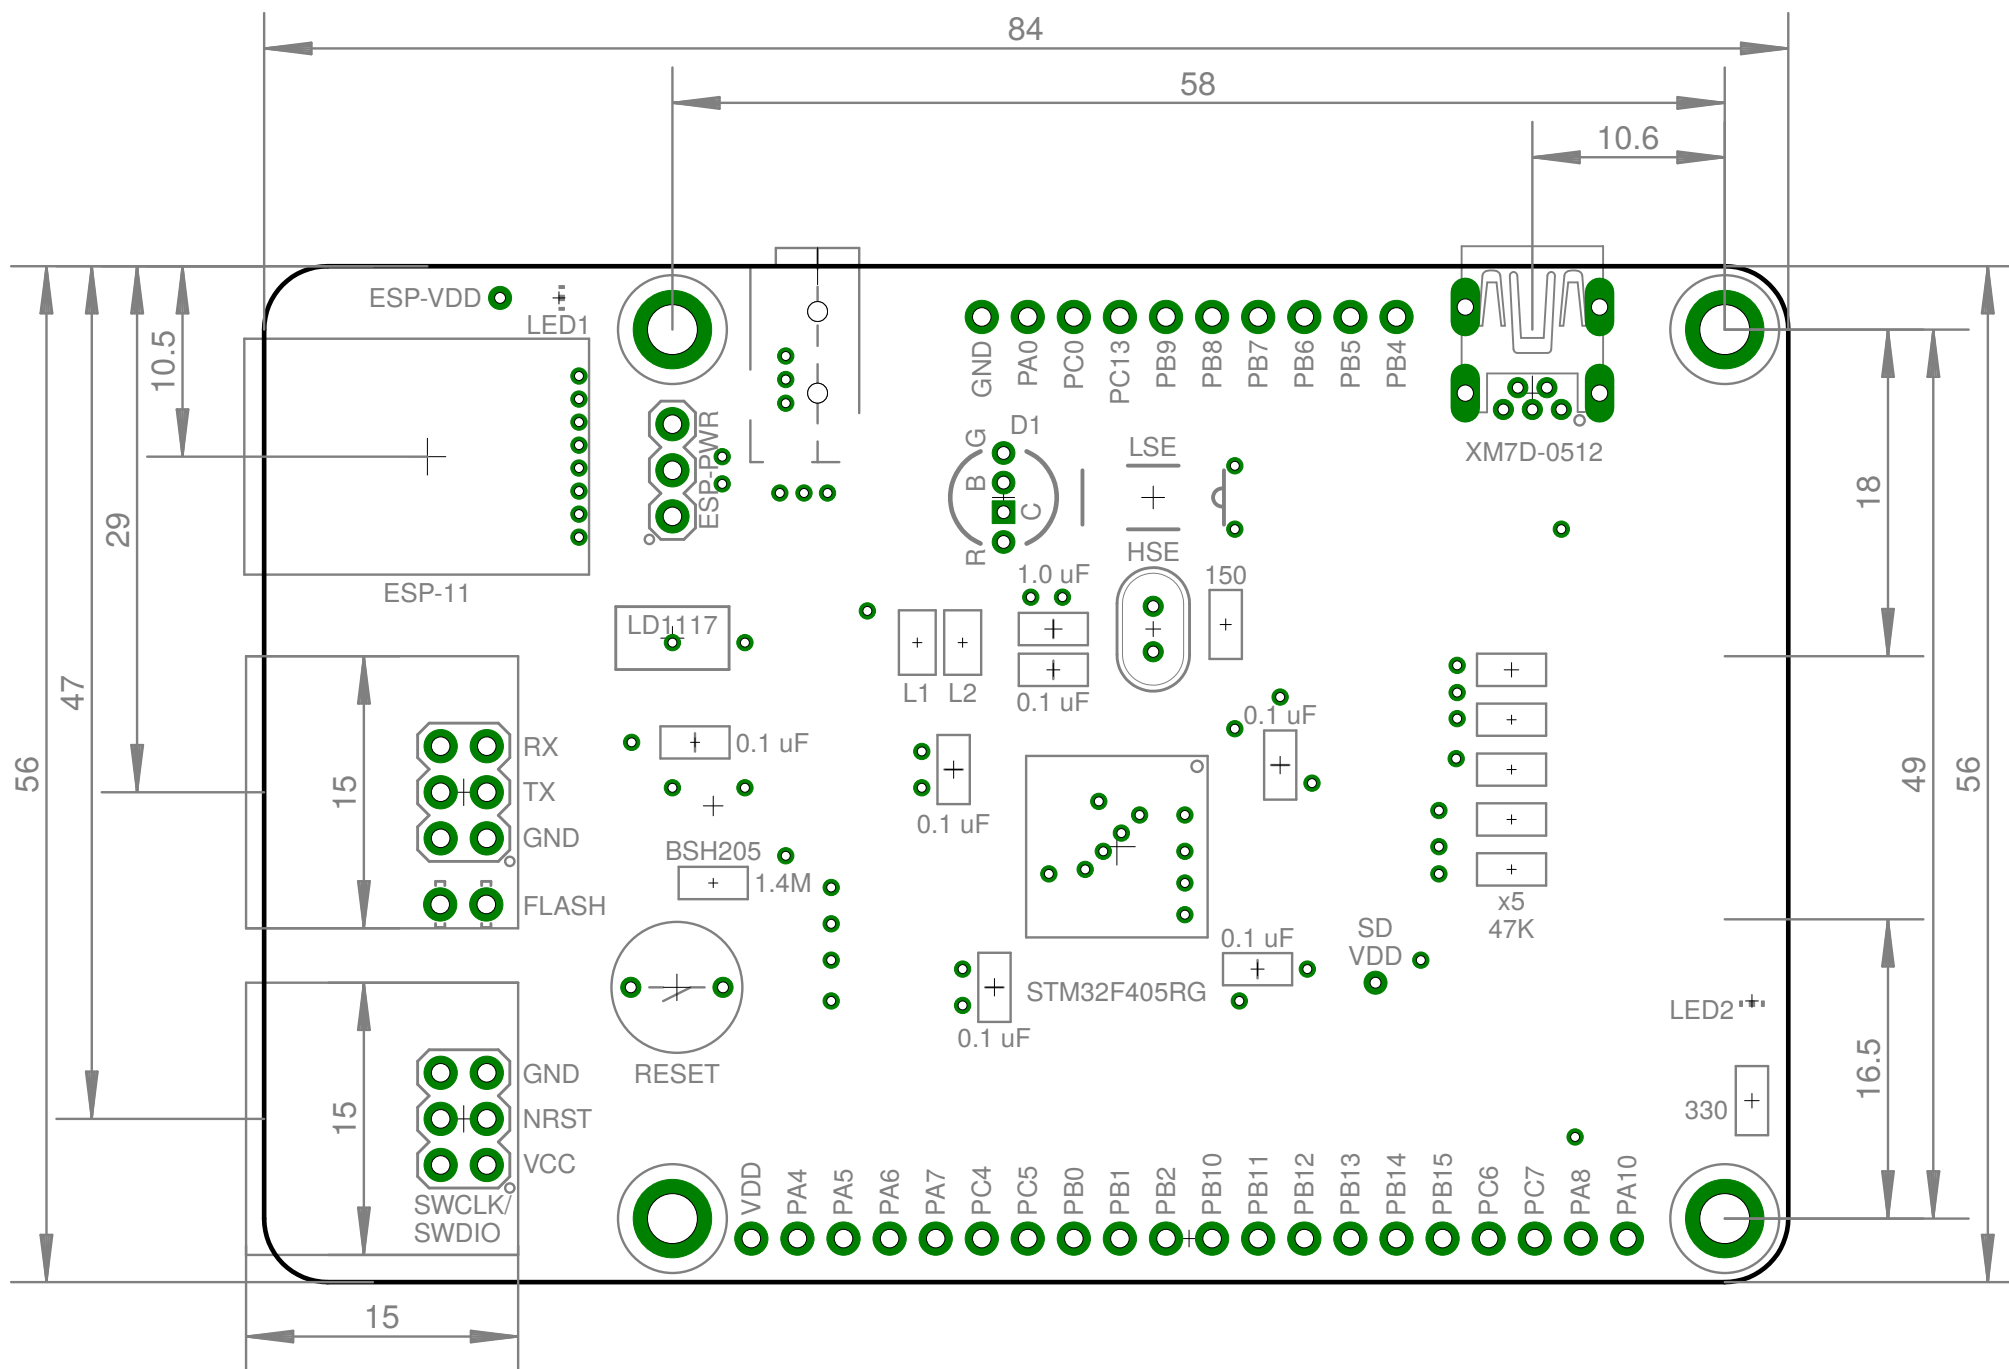 84
58
10.6
ESP-VDD
LED1
10.5
GND
PA0
PC0
PC13
PB9
PB8
PB7
PB6
PB5
PB4
XM7D-0512
ESP-PWR
D1
G
B
C
R
LSE
HSE
18
29
ESP-11
1.0 uF
150
LD1117
L1
L2
0.1 uF
47
56
15
RX
TX
GND
FLASH
0.1 uF
0.1 uF
0.1 uF
BSH205
1.4M
49
56
x5
47K
SD
VDD
0.1 uF
STM32F405RG
0.1 uF
LED2
RESET
15
GND
NRST
VCC
SWCLK/
SWDIO
16.5
330
VDD
PA4
PA5
PA6
PA7
PC4
PC5
PB0
PB1
PB2
PB10
PB11
PB12
PB13
PB14
PB15
PC6
PC7
PA8
PA10
15